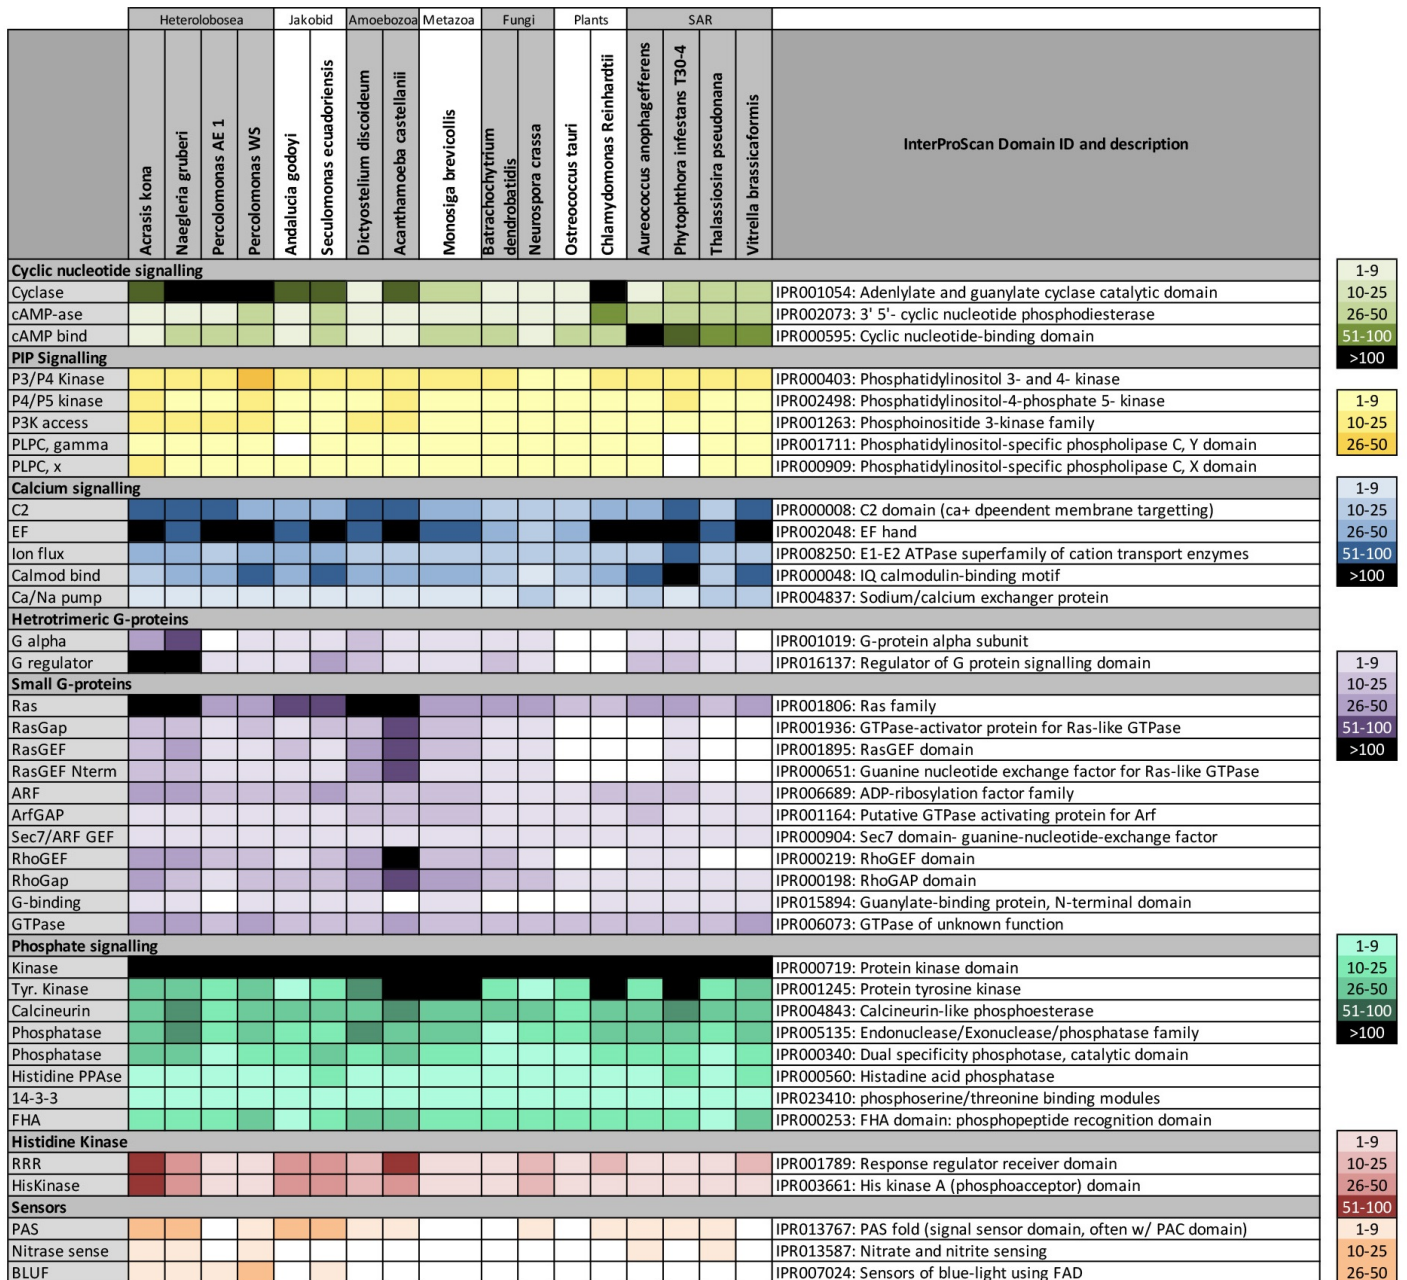 Heterolobosea Jakobid Amoebozoa Metazoa Fungi Plants SAR
Acrasis kona
Naegleria gruberi
Percolomonas AE 1
Percolomonas WS
Andalucia godoyi
Seculomonas ecuadoriensis
Dictyostelium discoideum
Acanthamoeba castellanii
Monosiga brevicollis
Batrachochytrium
dendrobatidis
Neurospora crassa
Ostreococcus tauri
Chlamydomonas Reinhardtii
Aureococcus anophagefferens
Phytophthora infestans T30-4
Thalassiosira pseudonana
Vitrella brassicaformis
InterProScan Domain ID and description
Cyclic nucleotide signalling
Cyclase IPR001054: Adenlylate and guanylate cyclase catalytic domain
cAMP-ase IPR002073: 3' 5'- cyclic nucleotide phosphodiesterase
cAMP bind IPR000595: Cyclic nucleotide-binding domain
1-9
10-25
26-50
51-100
>100
PIP Signalling
P3/P4 Kinase IPR000403: Phosphatidylinositol 3- and 4- kinase
P4/P5 kinase IPR002498: Phosphatidylinositol-4-phosphate 5- kinase
P3K access IPR001263: Phosphoinositide 3-kinase family
PLPC, gamma IPR001711: Phosphatidylinositol-specific phospholipase C, Y domain
PLPC, x IPR000909: Phosphatidylinositol-specific phospholipase C, X domain
1-9
10-25
26-50
Calcium signalling
C2 IPR000008: C2 domain (ca+ dpeendent membrane targetting)
EF IPR002048: EF hand
Ion flux IPR008250: E1-E2 ATPase superfamily of cation transport enzymes
Calmod bind IPR000048: IQ calmodulin-binding motif
Ca/Na pump IPR004837: Sodium/calcium exchanger protein
1-9
10-25
26-50
51-100
>100
Hetrotrimeric G-proteins
G alpha IPR001019: G-protein alpha subunit
G regulator IPR016137: Regulator of G protein signalling domain
Small G-proteins
Ras IPR001806: Ras family
RasGap IPR001936: GTPase-activator protein for Ras-like GTPase
RasGEF IPR001895: RasGEF domain
RasGEF Nterm IPR000651: Guanine nucleotide exchange factor for Ras-like GTPase
ARF IPR006689: ADP-ribosylation factor family
ArfGAP IPR001164: Putative GTPase activating protein for Arf
Sec7/ARF GEF IPR000904: Sec7 domain- guanine-nucleotide-exchange factor
RhoGEF IPR000219: RhoGEF domain
RhoGap IPR000198: RhoGAP domain
G-binding IPR015894: Guanylate-binding protein, N-terminal domain
GTPase IPR006073: GTPase of unknown function
1-9
10-25
26-50
51-100
>100
Phosphate signalling
Kinase IPR000719: Protein kinase domain
Tyr. Kinase IPR001245: Protein tyrosine kinase
Calcineurin IPR004843: Calcineurin-like phosphoesterase
Phosphatase IPR005135: Endonuclease/Exonuclease/phosphatase family
Phosphatase IPR000340: Dual specificity phosphotase, catalytic domain
Histidine PPAse IPR000560: Histadine acid phosphatase
14-3-3 IPR023410: phosphoserine/threonine binding modules
FHA IPR000253: FHA domain: phosphopeptide recognition domain
1-9
10-25
26-50
51-100
>100
Histidine Kinase
RRR IPR001789: Response regulator receiver domain
HisKinase IPR003661: His kinase A (phosphoacceptor) domain
1-9
10-25
26-50
51-100
Sensors
PAS IPR013767: PAS fold (signal sensor domain, often w/ PAC domain)
Nitrase sense IPR013587: Nitrate and nitrite sensing
BLUF IPR007024: Sensors of blue-light using FAD
1-9
10-25
26-50